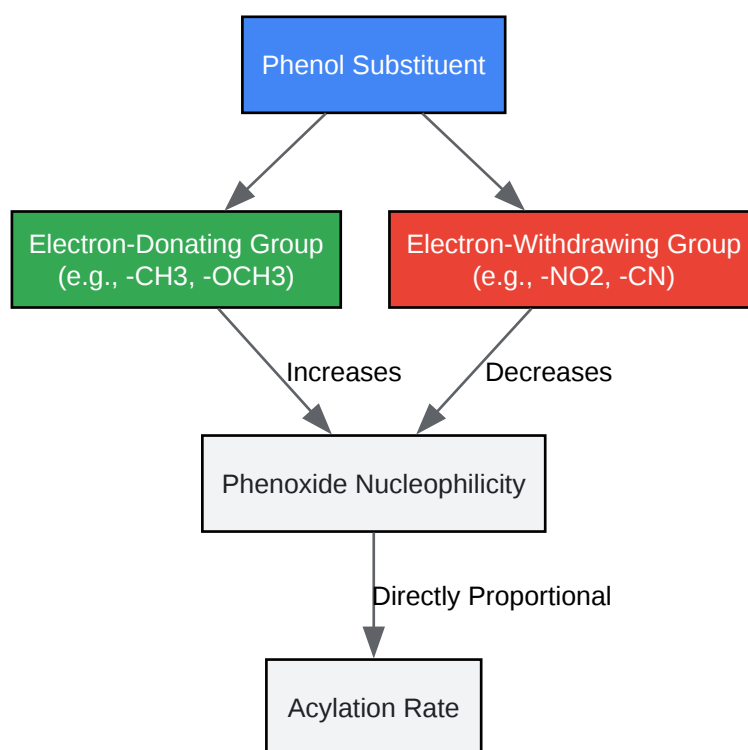 Phenol Substituent
Electron-Donating Group
(e.g., -CH3, -OCH3)
Electron-Withdrawing Group
(e.g., -NO2, -CN)
Increases
Decreases
Phenoxide Nucleophilicity
Directly Proportional
Acylation Rate